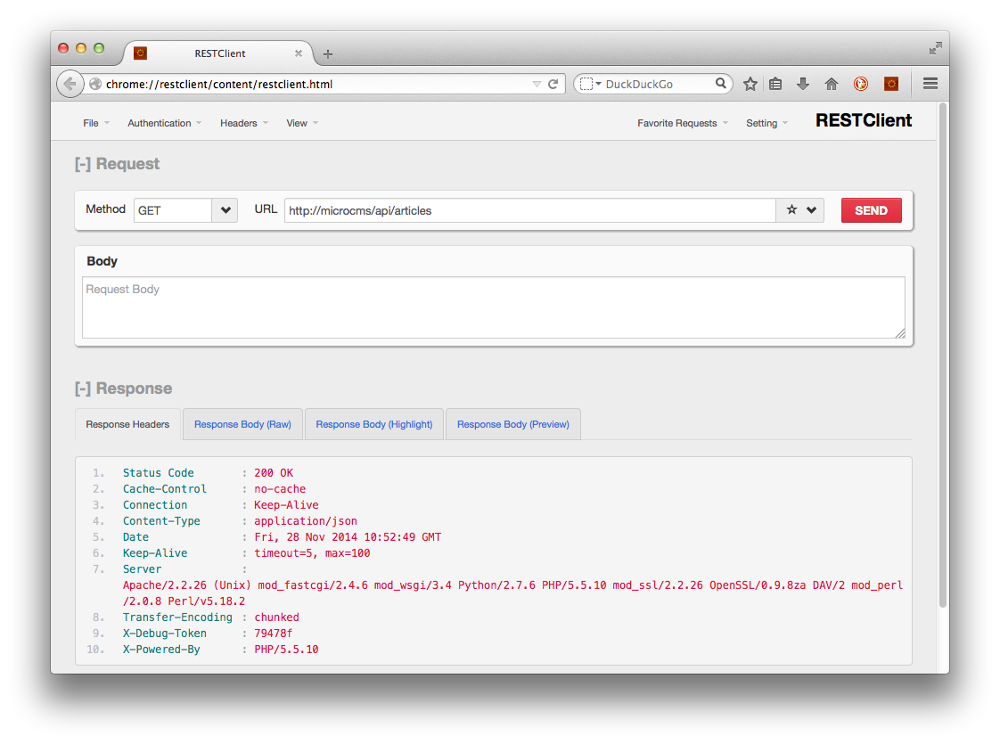 RESTClient
chrome://restclient/content/restclient.html
DuckDuckGo
File Authentication Headers View Favorite Requests Setting RESTClient
[-] Request
Method GET URL http://microcms/api/articles SEND
Body
Request Body
[-] Response
Response Headers Response Body (Raw) Response Body (Highlight) Response Body (Preview)
1. Status Code : 200 OK
2. Cache-Control : no-cache
3. Connection : Keep-Alive
4. Content-Type : application/json
5. Date : Fri, 28 Nov 2014 10:52:49 GMT
6. Keep-Alive : timeout=5, max=100
7. Server :
Apache/2.2.26 (Unix) mod_fastcgi/2.4.6 mod_wsgi/3.4 Python/2.7.6 PHP/5.5.10 mod_ssl/2.2.26 OpenSSL/0.9.8za DAV/2 mod_perl
/2.0.8 Perl/v5.18.2
8. Transfer-Encoding : chunked
9. X-Debug-Token : 79478f
10. X-Powered-By : PHP/5.5.10